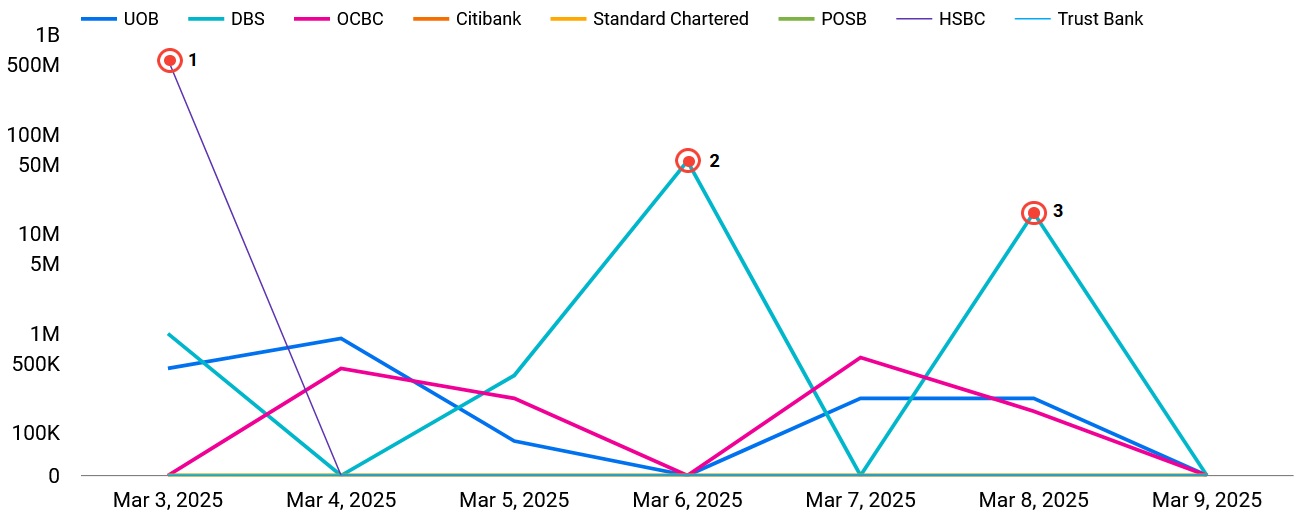 UOB DBS OCBC Citibank Standard Chartered POSB HSBC Trust Bank
1B
500M
1
100M
50M
2
10M
3
5M
1M
500K
100K
0
Mar 3, 2025 Mar 4, 2025 Mar 5, 2025 Mar 6, 2025 Mar 7, 2025 Mar 8, 2025 Mar 9, 2025